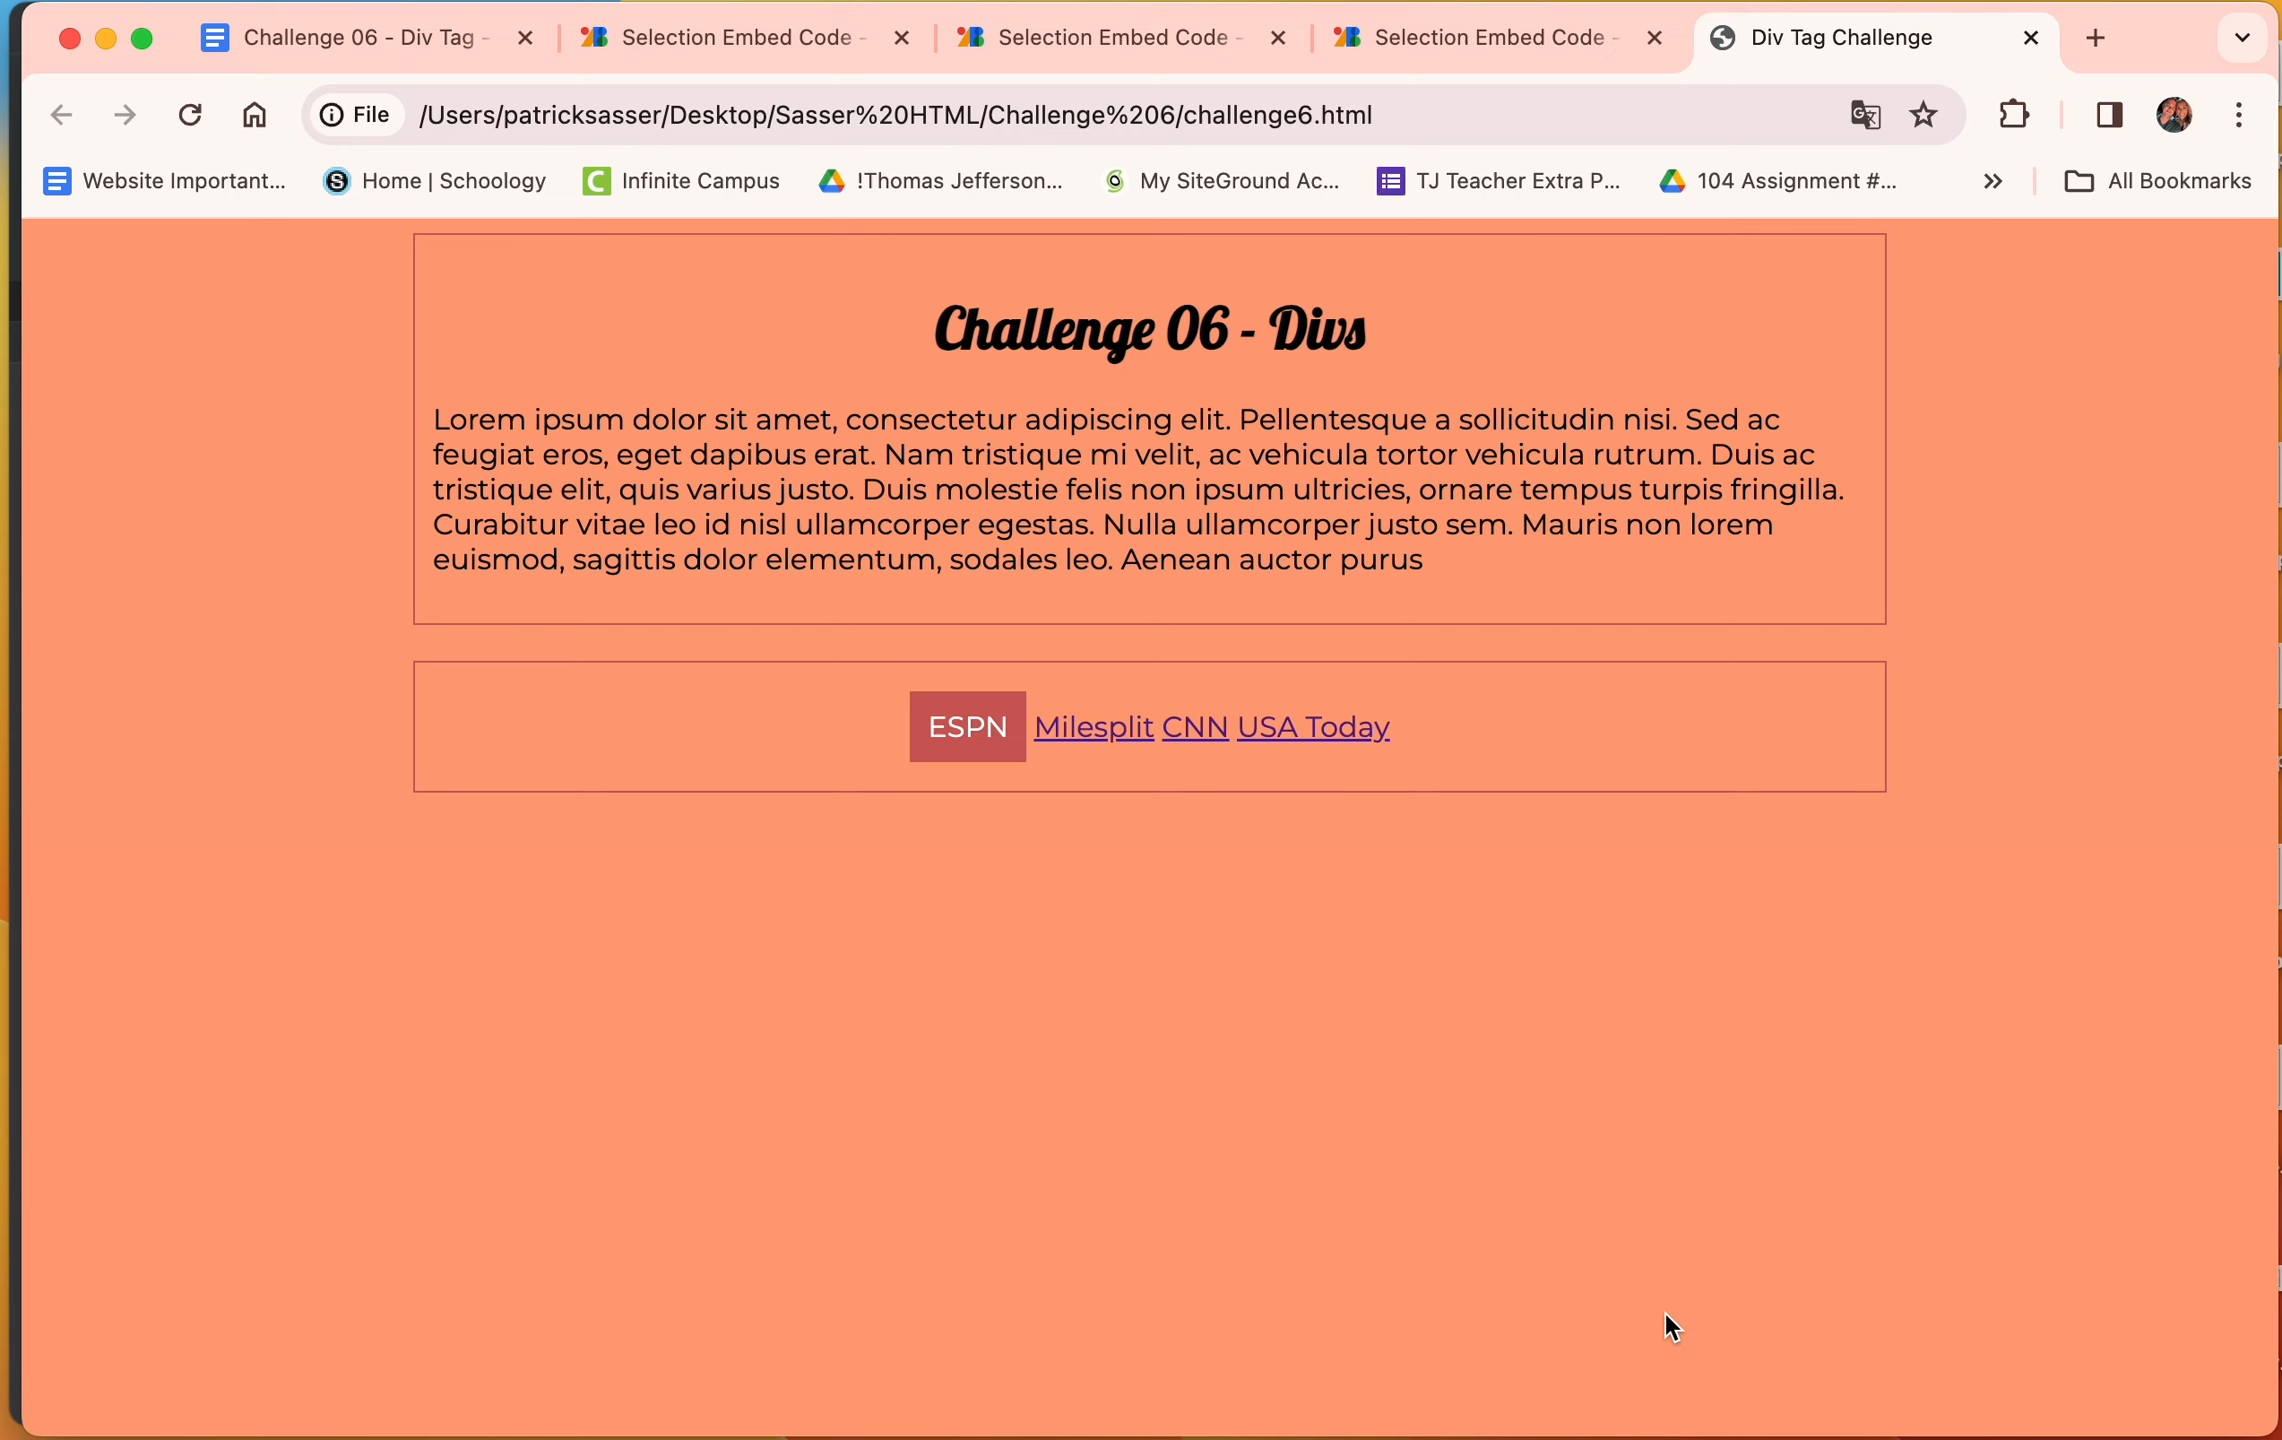 Challenge 06 - Div Tag -
Selection Embed Code -
Selection Embed Code -
Selection Embed Code -
Div Tag Challenge
File /Users/patricksasser/Desktop/Sasser%20HTML/Challenge%206/challenge6.html
Website Important... Home | Schoology Infinite Campus !Thomas Jefferson... My SiteGround Ac... TJ Teacher Extra P... 104 Assignment #... All Bookmarks
Challenge 06 - Divs
Lorem ipsum dolor sit amet, consectetur adipiscing elit. Pellentesque a sollicitudin nisi. Sed ac
feugiat eros, eget dapibus erat. Nam tristique mi velit, ac vehicula tortor vehicula rutrum. Duis ac
tristique elit, quis varius justo. Duis molestie felis non ipsum ultricies, ornare tempus turpis fringilla.
Curabitur vitae leo id nisl ullamcorper egestas. Nulla ullamcorper justo sem. Mauris non lorem
euismod, sagittis dolor elementum, sodales leo. Aenean auctor purus
ESPN Milesplit CNN USA Today